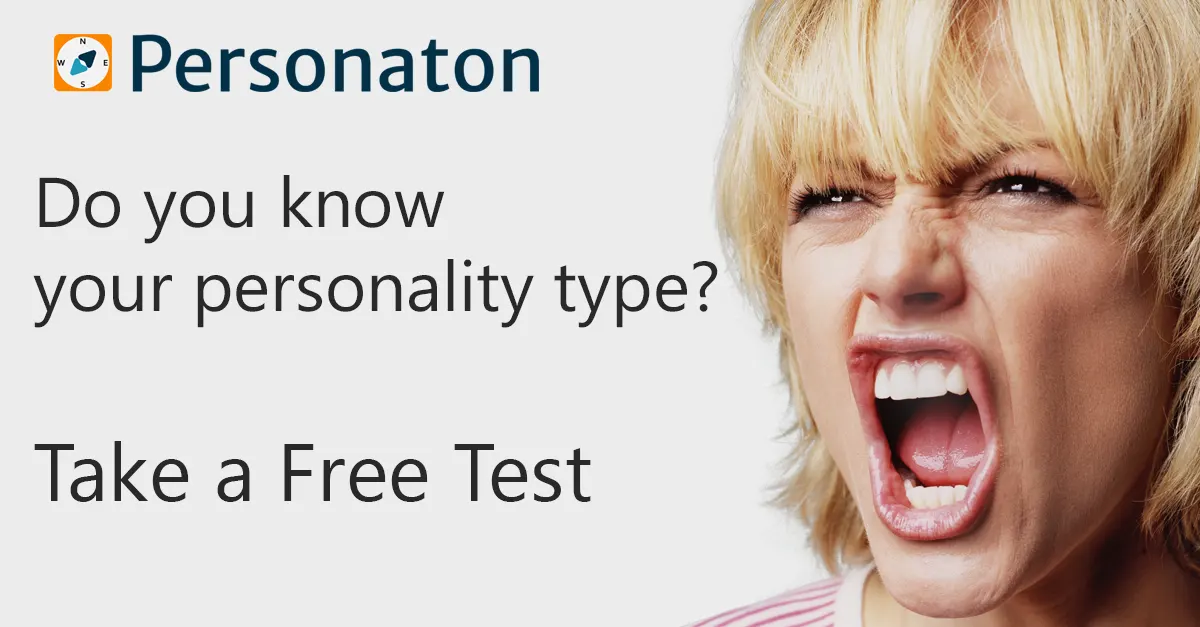 N
W E
S
Personaton
Do you know
your personality type?
Take a Free Test